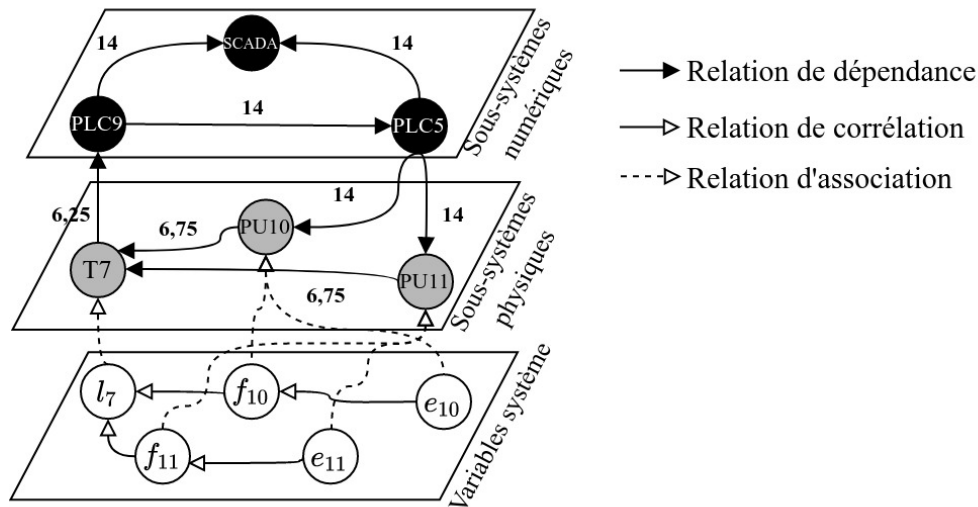 14
SCADA
14
PLC9
14
PLC5
Sous-systèmes
numériques
Relation de dépendance
Relation de corrélation
Relation d'association
6,25
6,75
PU10
14
14
T7
PU11
6,75
Sous-systèmes
physiques
l7
f10
e10
f11
e11
Variables système